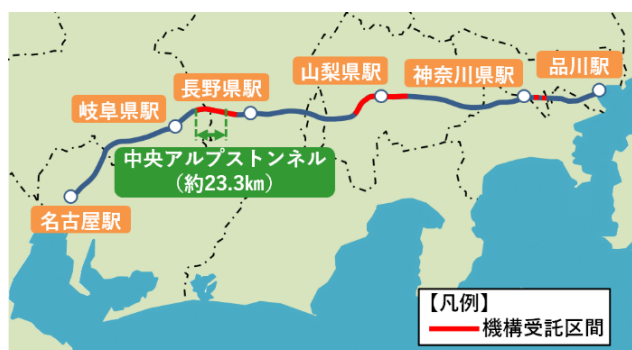 品川駅
神奈川県駅
山梨県駅
長野県駅
岐阜県駅
名古屋駅
中央アルプストンネル
（約23.3㎞）
【凡例】
機構受託区間